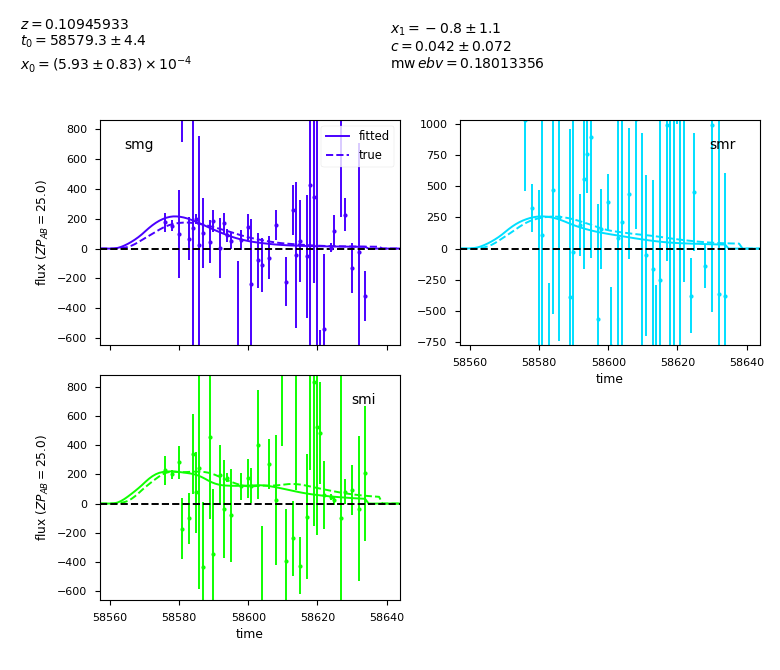 z = 0.10945933
t₀ = 58579.3 ± 4.4
x₀ = (5.93 ± 0.83) × 10⁻⁴
x₁ = −0.8 ± 1.1
c = 0.042 ± 0.072
mw ebv = 0.18013356
smg
fitted
true
800
600
400
200
0
−200
−400
−600
flux (ZP_AB = 25.0)
smr
1000
750
500
250
0
−250
−500
−750
58560 58580 58600 58620 58640
time
smi
800
600
400
200
0
−200
−400
−600
flux (ZP_AB = 25.0)
58560 58580 58600 58620 58640
time